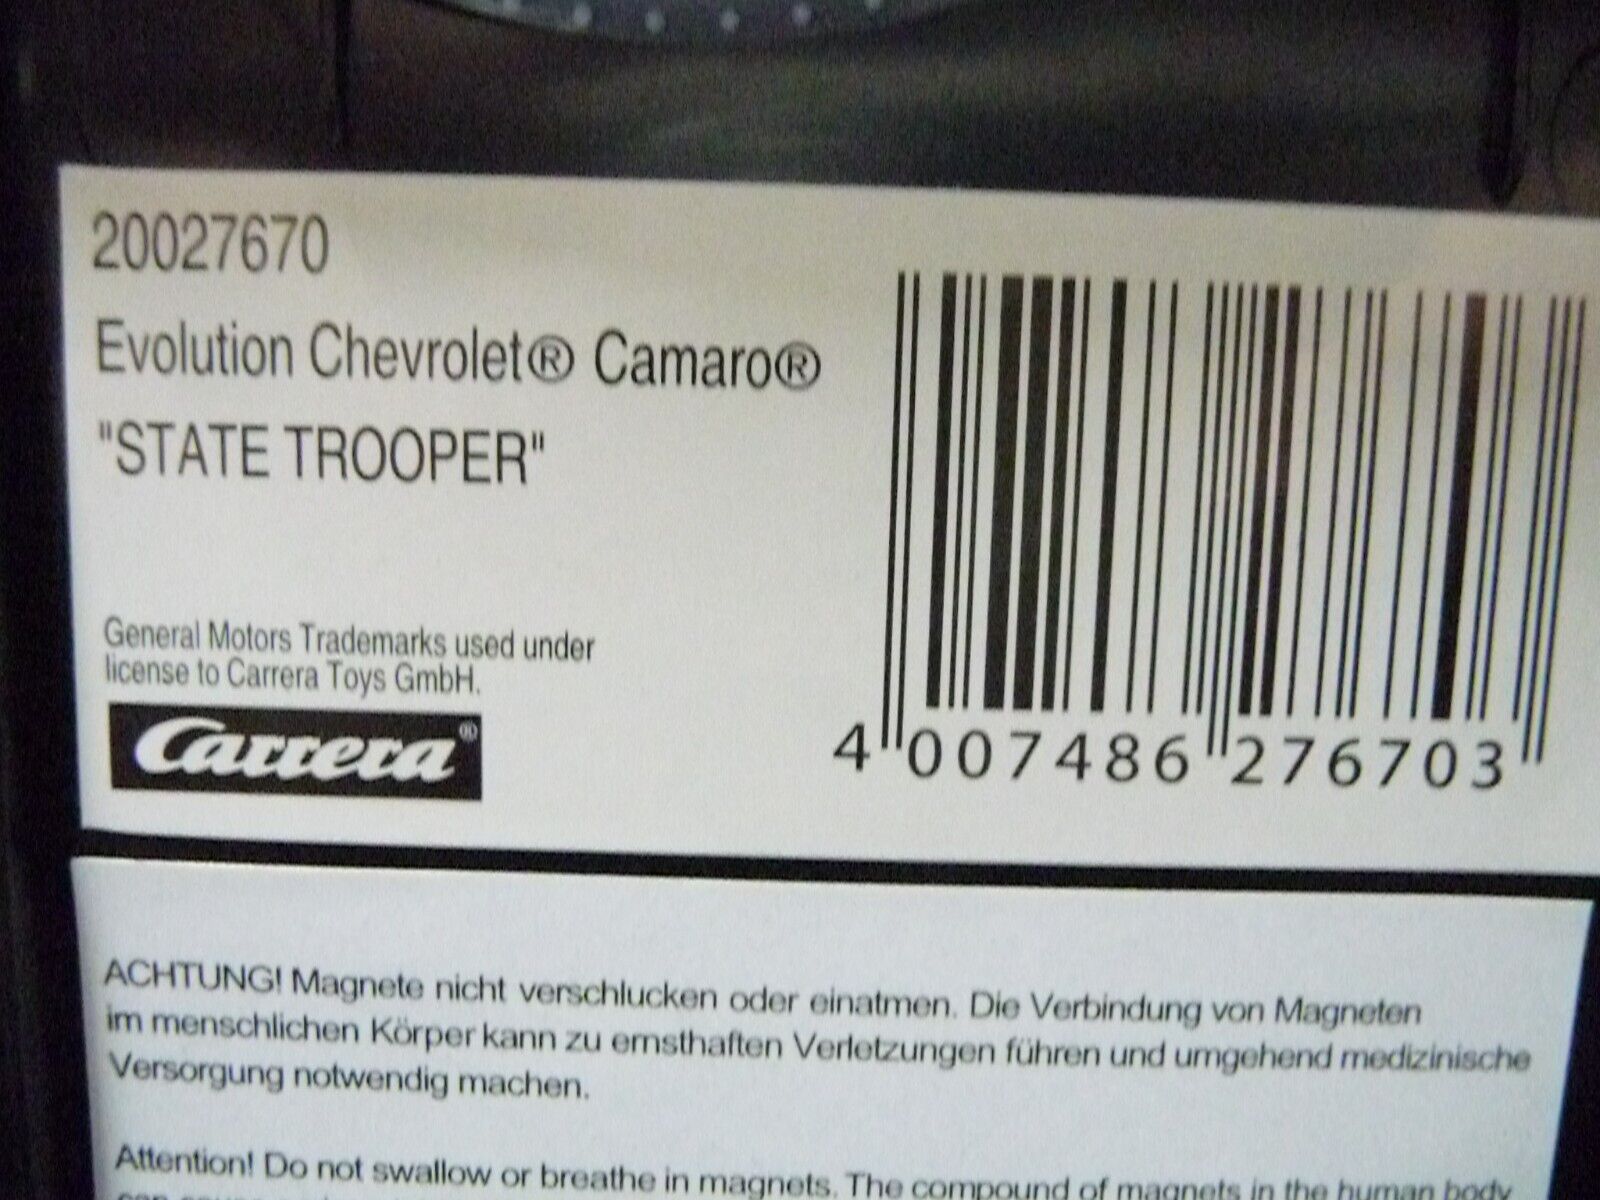 20027670
Evolution Chevrolet® Camaro®
"STATE TROOPER"
General Motors Trademarks used under
license to Carrera Toys GmbH.
Carrera®
4 007486 276703
ACHTUNG! Magnete nicht verschlucken oder einatmen. Die Verbindung von Magneten
im menschlichen Körper kann zu ernsthaften Verletzungen führen und umgehend medizinische
Versorgung notwendig machen.
Attention! Do not swallow or breathe in magnets. The compound of magnets in the human body